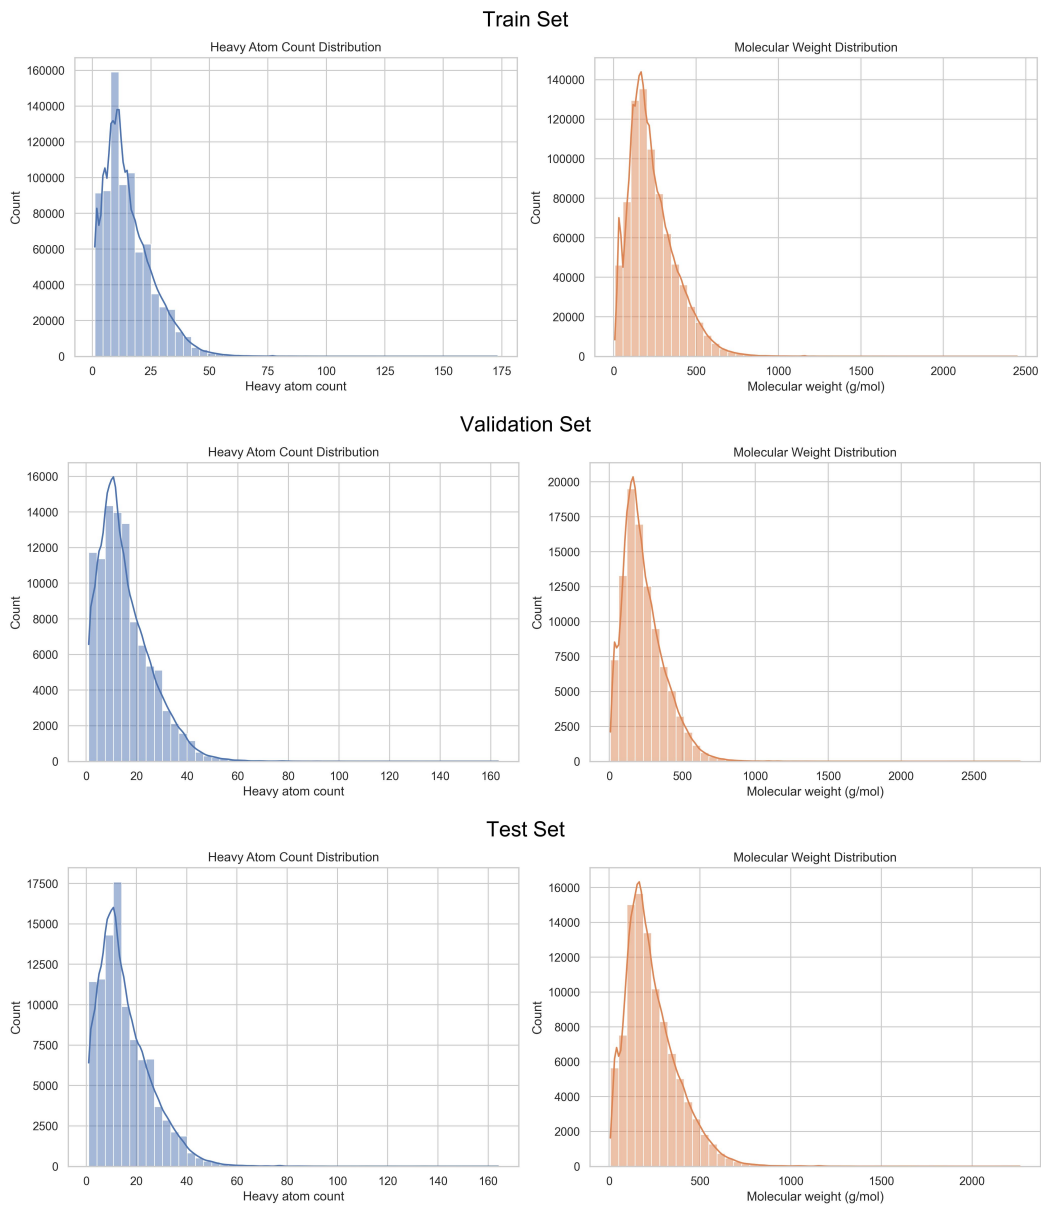 Train Set
Heavy Atom Count Distribution
Count
160000
140000
120000
100000
80000
60000
40000
20000
0
0 25 50 75 100 125 150 175
Heavy atom count
Molecular Weight Distribution
Count
140000
120000
100000
80000
60000
40000
20000
0
0 500 1000 1500 2000 2500
Molecular weight (g/mol)
Validation Set
Heavy Atom Count Distribution
Count
16000
14000
12000
10000
8000
6000
4000
2000
0
0 20 40 60 80 100 120 140 160
Heavy atom count
Molecular Weight Distribution
Count
20000
17500
15000
12500
10000
7500
5000
2500
0
0 500 1000 1500 2000 2500
Molecular weight (g/mol)
Test Set
Heavy Atom Count Distribution
Count
17500
15000
12500
10000
7500
5000
2500
0
0 20 40 60 80 100 120 140 160
Heavy atom count
Molecular Weight Distribution
Count
16000
14000
12000
10000
8000
6000
4000
2000
0
0 500 1000 1500 2000
Molecular weight (g/mol)